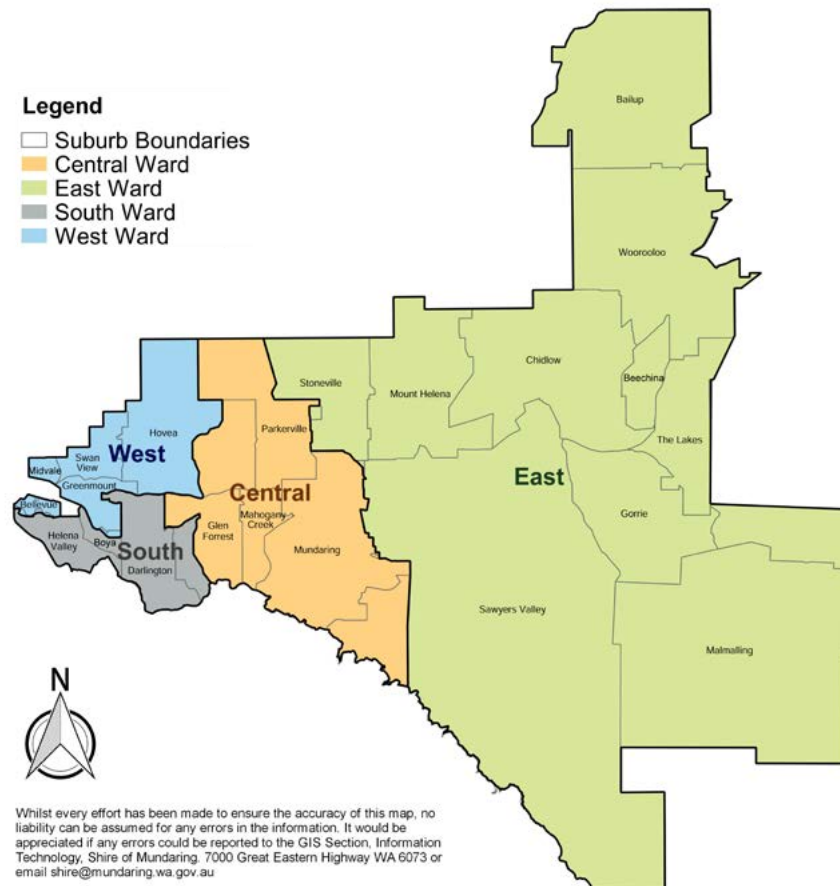 Legend
Suburb Boundaries
Central Ward
East Ward
South Ward
West Ward
Bailup
Woorooloo
Chidlow
Beechina
Stoneville
Mount Helena
The Lakes
Hovea
Parkerville
West
Swan
View
Midvale
Greenmount
Central
East
Bellevue
Glen
Forrest
Mahogany
Creek
Gorrie
Helena
Valley
Boya
South
Darlington
Mundaring
Sawyers Valley
Malmalling
N
Whilst every effort has been made to ensure the accuracy of this map, no
liability can be assumed for any errors in the information. It would be
appreciated if any errors could be reported to the GIS Section, Information
Technology, Shire of Mundaring. 7000 Great Eastern Highway WA 6073 or
email shire@mundaring.wa.gov.au